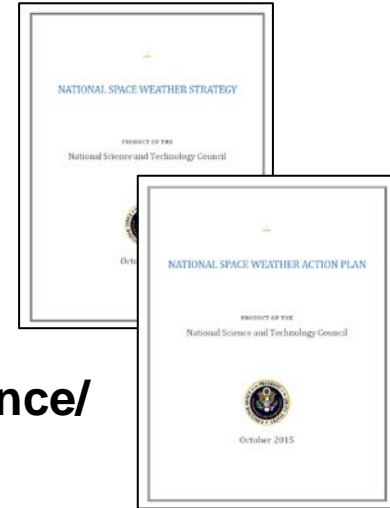 NATIONAL SPACE WEATHER STRATEGY
PRODUCT OF THE
National Science and Technology Council
Octo
NATIONAL SPACE WEATHER ACTION PLAN
PRODUCT OF THE
National Science and Technology Council
October 2015
nce/